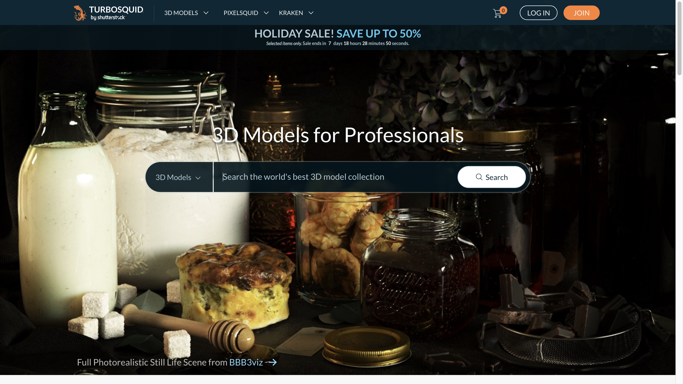 TURBOSQUID
by shutterstock
3D MODELS
PIXELSQUID
KRAKEN
0
LOG IN
JOIN
HOLIDAY SALE! SAVE UP TO 50%
Selected items only. Sale ends in 7 days 18 hours 28 minutes 50 seconds.
3D Models for Professionals
3D Models
Search the world's best 3D model collection
Search
Full Photorealistic Still Life Scene from BBB3viz